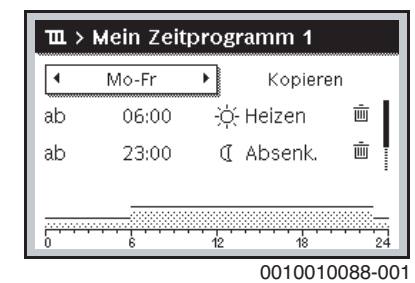 > Mein Zeitprogramm 1
Mo-Fr Kopieren
ab 06:00 Heizen
ab 23:00 Absenk.
0 6 12 18 24
0010010088-001